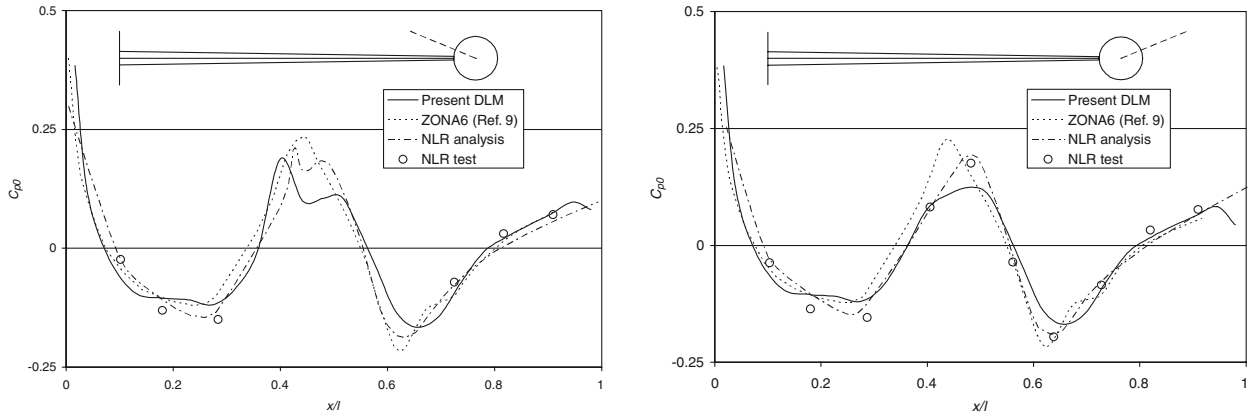 0.5
0.25
0
-0.25
0
0.2
0.4
0.6
0.8
1
Cp0
x/l
Present DLM
ZONA6 (Ref. 9)
NLR analysis
NLR test
0.5
0.25
0
-0.25
0
0.2
0.4
0.6
0.8
1
Cp0
x/l
Present DLM
ZONA6 (Ref. 9)
NLR analysis
NLR test